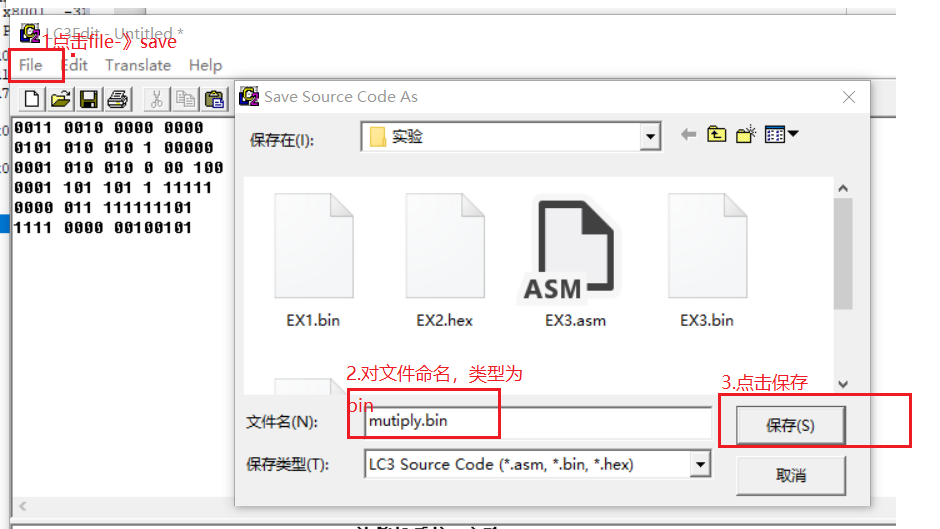 x8001 -31
LC3Edit - Untitled *
1点击file-》save
File Edit Translate Help
Save Source Code As
保存在(I):
实验
0011 0010 0000 0000
0101 010 010 1 00000
0001 010 010 0 00 100
0001 101 101 1 11111
0000 011 111111101
1111 0000 00100101
ASM
EX1.bin
EX2.hex
EX3.asm
EX3.bin
2.对文件命名，类型为
bin
3.点击保存
文件名(N):
mutiply.bin
保存(S)
保存类型(T):
LC3 Source Code (*.asm, *.bin, *.hex)
取消